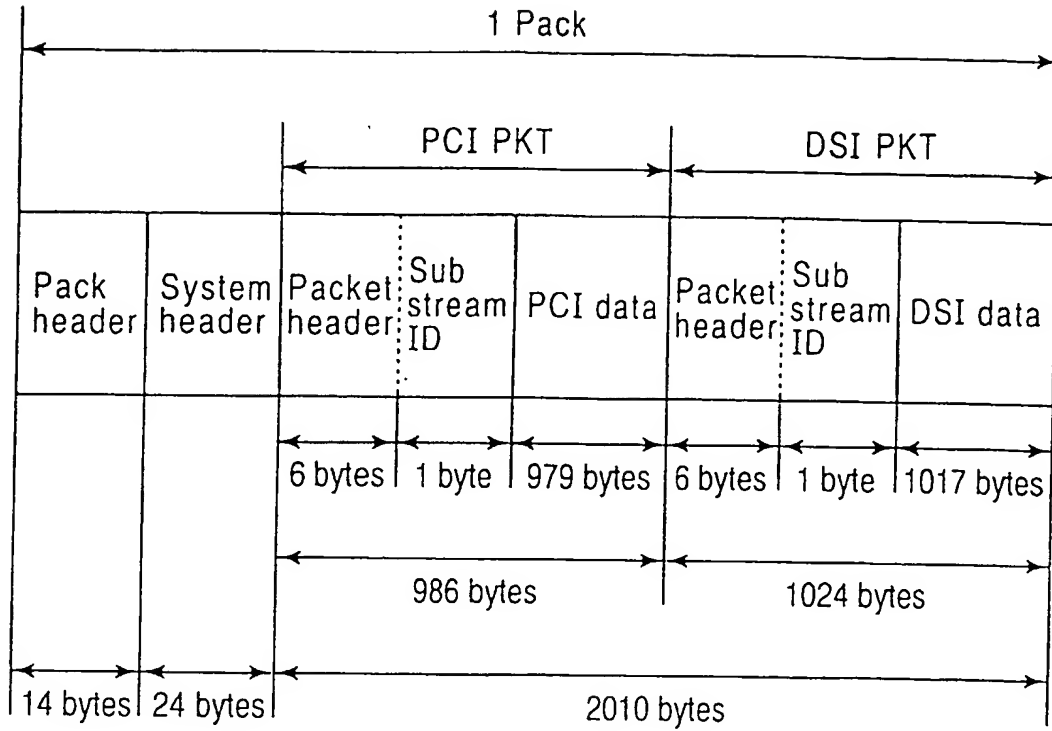 1 Pack
PCI PKT
DSI PKT
Pack
header
System
header
Packet
header
Sub
stream
ID
PCI data
Packet
header
Sub
stream
ID
DSI data
6 bytes
1 byte
979 bytes
6 bytes
1 byte
1017 bytes
986 bytes
1024 bytes
14 bytes
24 bytes
2010 bytes